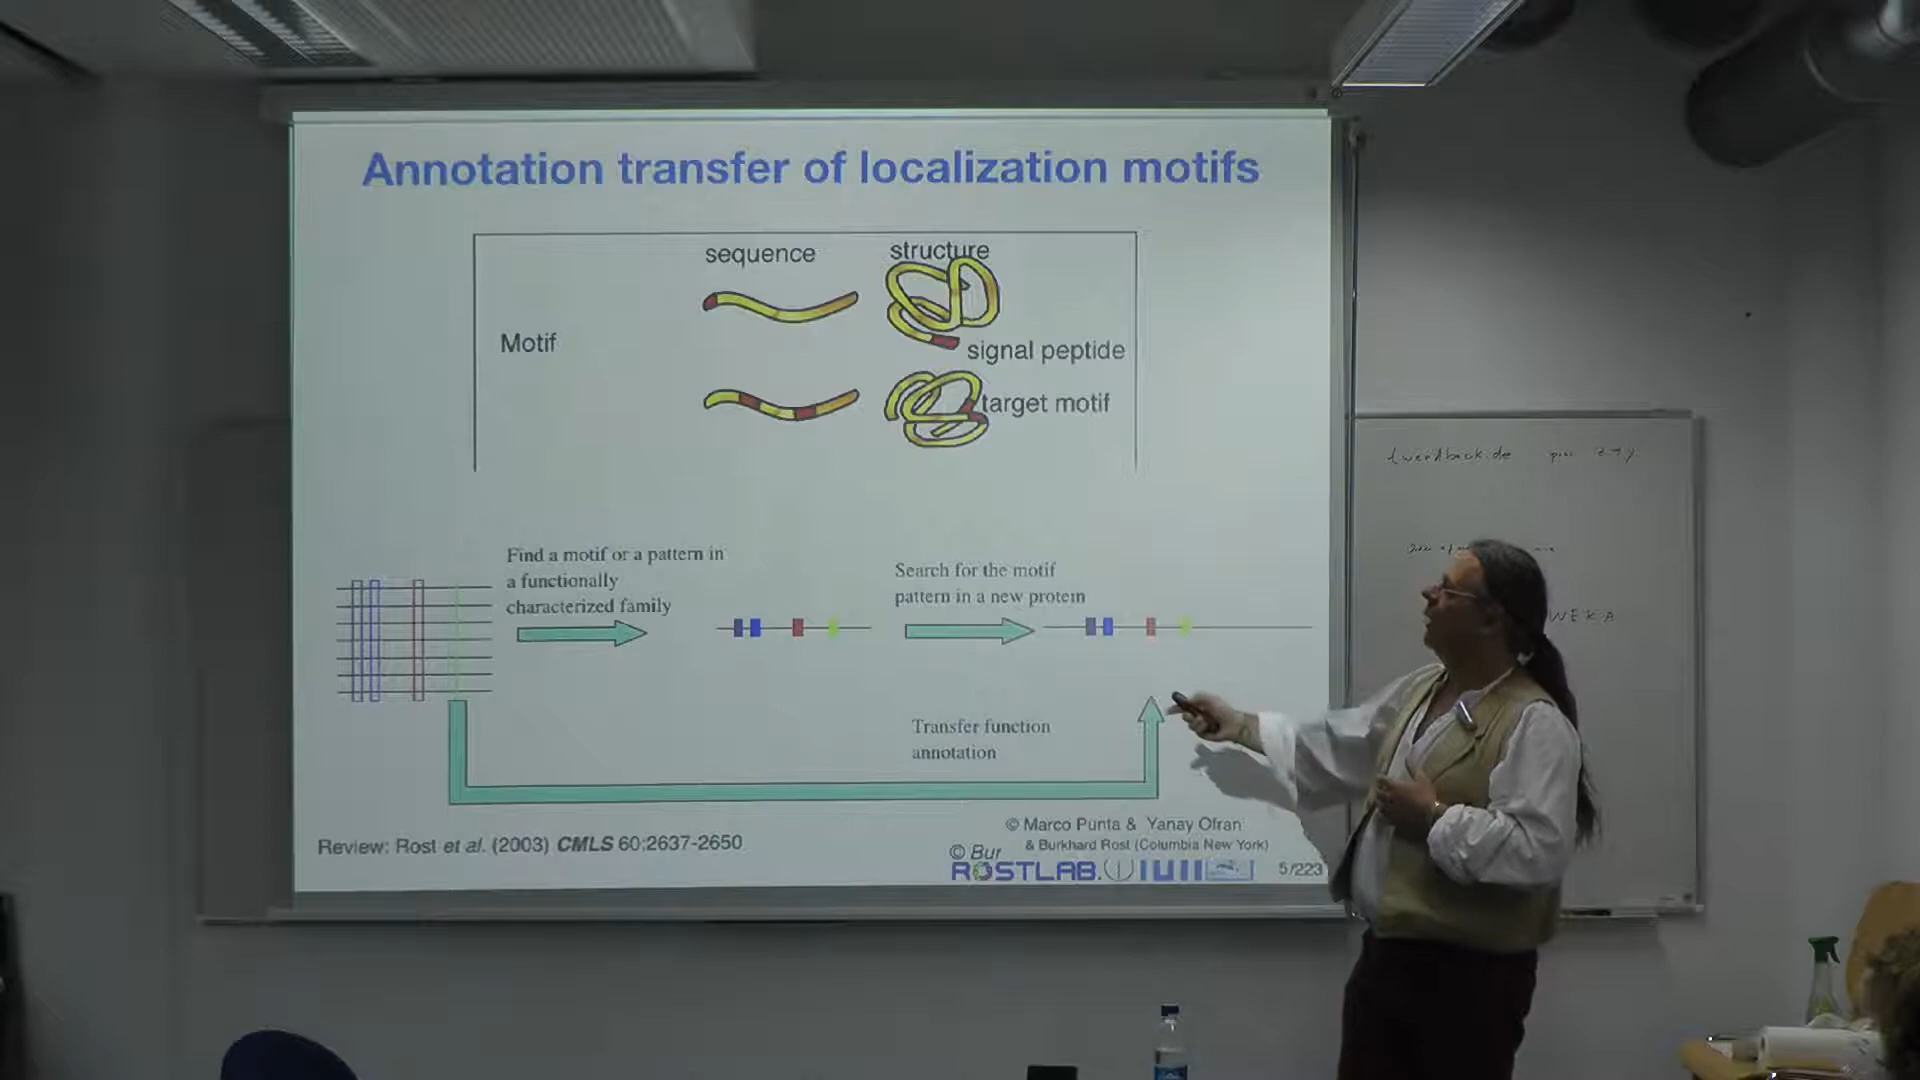 Annotation transfer of localization motifs
sequence
structure
Motif
signal peptide
target motif
Find a motif or a pattern in
a functionally
characterized family
Search for the motif
pattern in a new protein
Transfer function
annotation
Review: Rost et al. (2003) CMLS 60:2637-2650
© Marco Punta & Yanay Ofran
& Burkhard Rost (Columbia New York)
© Bur
ROSTLAB.
5/223
WEKA